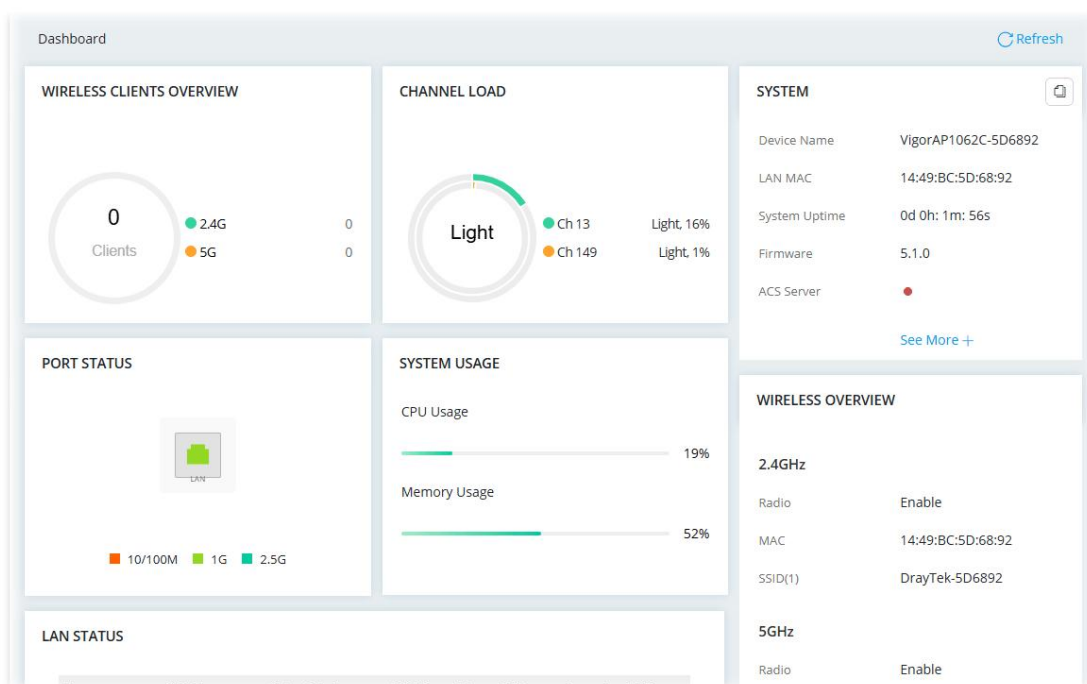 Dashboard
Refresh
WIRELESS CLIENTS OVERVIEW
0
Clients
2.4G 0
5G 0
CHANNEL LOAD
Light
Ch 13 Light, 16%
Ch 149 Light, 1%
SYSTEM
Device Name VigorAP1062C-5D6892
LAN MAC 14:49:BC:5D:68:92
System Uptime 0d 0h: 1m: 56s
Firmware 5.1.0
ACS Server
See More +
PORT STATUS
LAN
10/100M 1G 2.5G
SYSTEM USAGE
CPU Usage
19%
Memory Usage
52%
WIRELESS OVERVIEW
2.4GHz
Radio Enable
MAC 14:49:BC:5D:68:92
SSID(1) DrayTek-5D6892
5GHz
Radio Enable
LAN STATUS